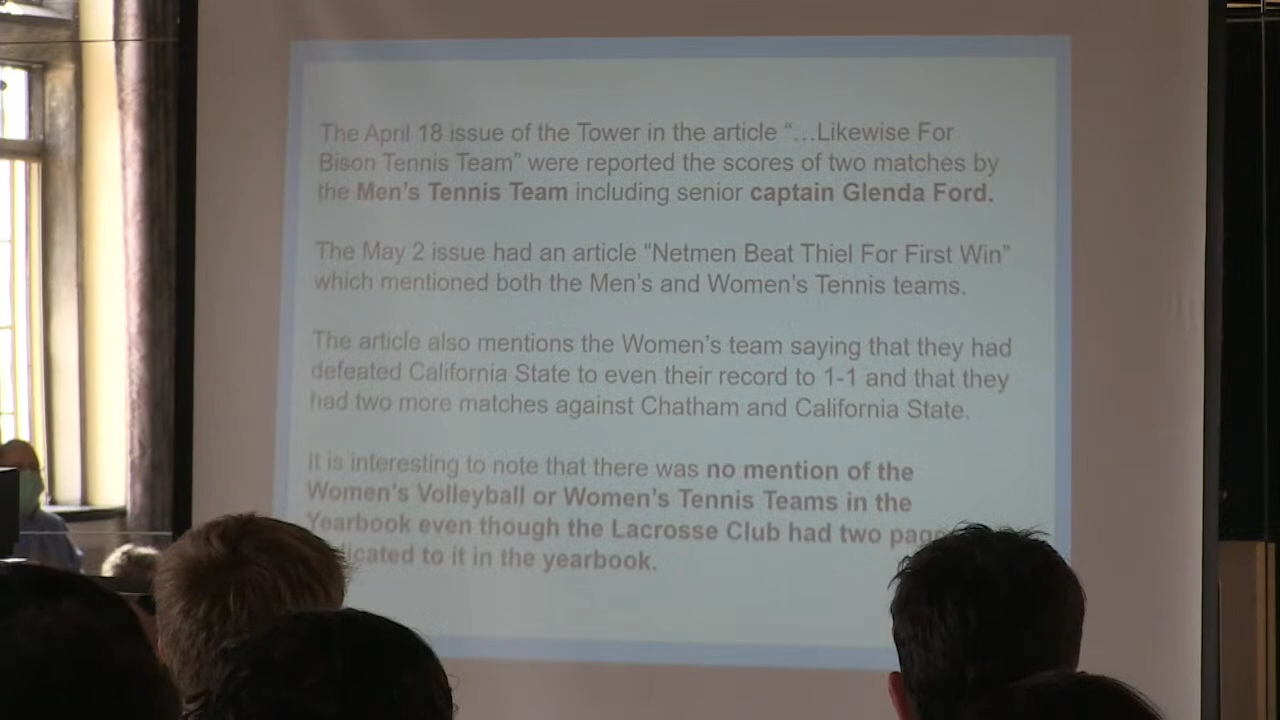 The April 18 issue of the Tower in the article “…Likewise For
Bison Tennis Team” were reported the scores of two matches by
the Men’s Tennis Team including senior captain Glenda Ford.
The May 2 issue had an article “Netmen Beat Thiel For First Win”
which mentioned both the Men’s and Women’s Tennis teams.
The article also mentions the Women’s team saying that they had
defeated California State to even their record to 1-1 and that they
had two more matches against Chatham and California State.
It is interesting to note that there was no mention of the
Women’s Volleyball or Women’s Tennis Teams in the
Yearbook even though the Lacrosse Club had two
to it in the yearbook.